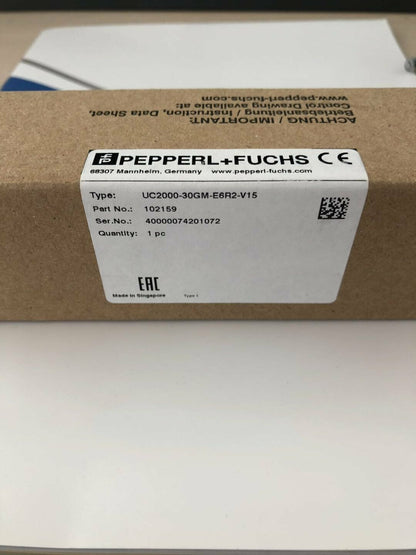 ACHTUNG / IMPORTANT:
Betriebsanleitung / Instruction, Data Sheet,
Control Drawing available at:
www.pepperl-fuchs.com
PEPPERL+FUCHS CE
68307 Mannheim, Germany www.pepperl-fuchs.com
Type: UC2000-30GM-E6R2-V15
Part No.: 102159
Ser.No.: 40000074201072
Quantity: 1 pc
EAC
Made in Singapore Type 1